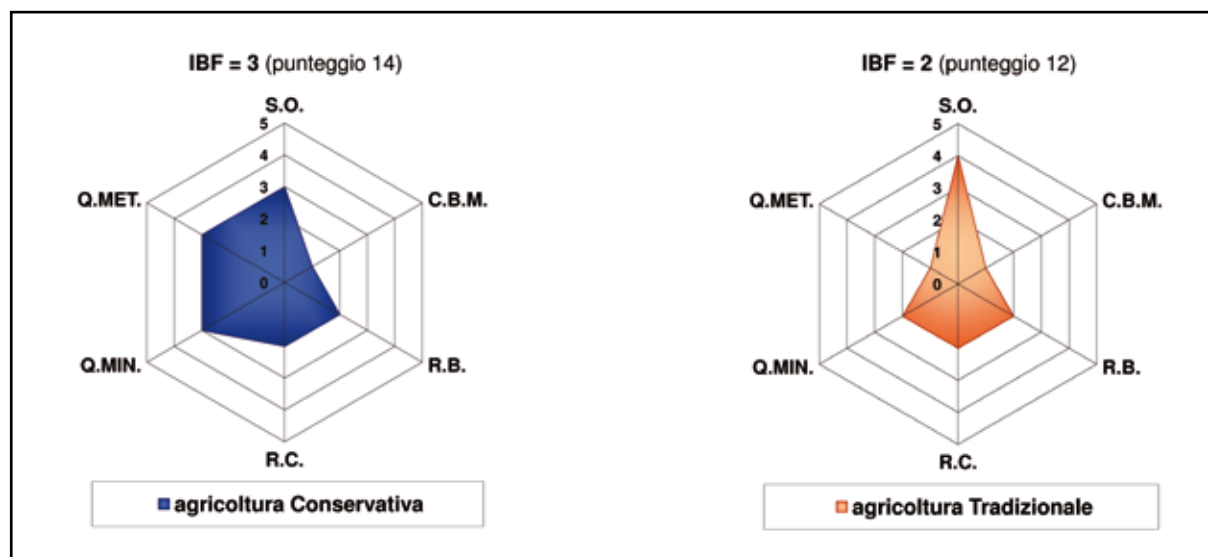 IBF = 3 (punteggio 14)
S.O.
5
4
3
2
1
0
Q.MET.
C.B.M.
Q.MIN.
R.B.
R.C.
agricoltura Conservativa
IBF = 2 (punteggio 12)
S.O.
5
4
3
2
1
0
Q.MET.
C.B.M.
Q.MIN.
R.B.
R.C.
agricoltura Tradizionale